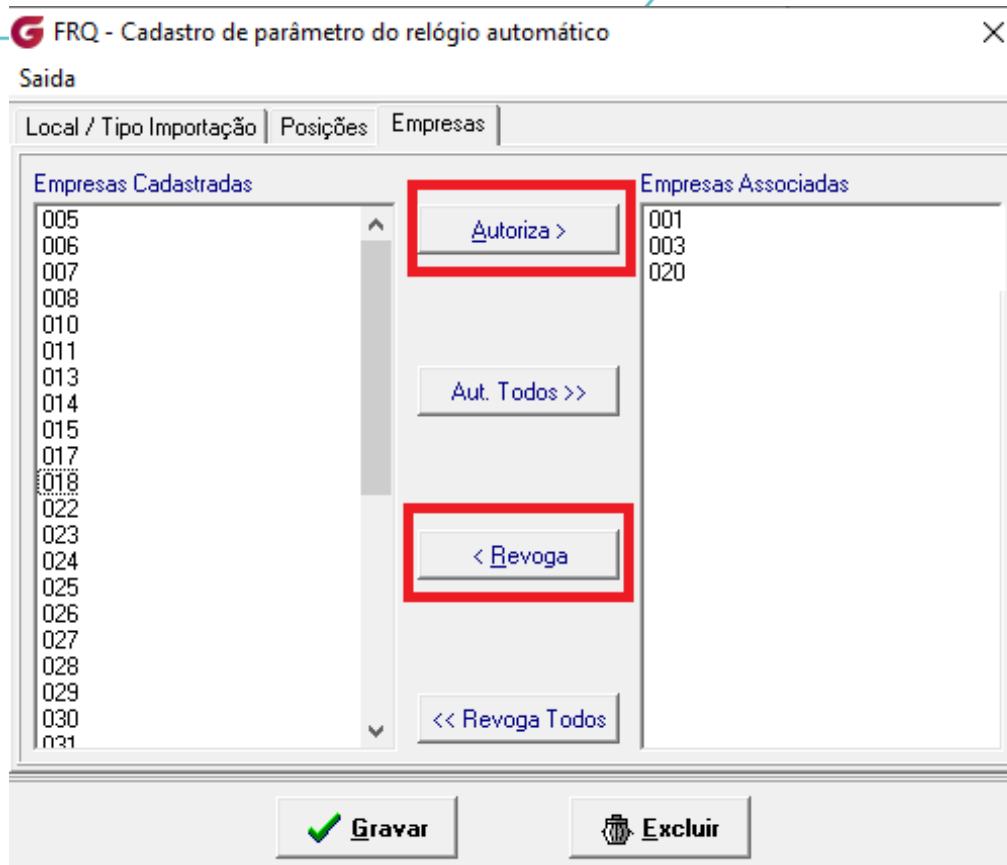 FRQ - Cadastro de parâmetro do relógio automático
Saida
Local / Tipo Importação
Posições
Empresas
Empresas Cadastradas
005
006
007
008
010
011
013
014
015
017
018
022
023
024
025
026
027
028
029
030
031
Autoriza >
Aut. Todos >>
< Revoga
<< Revoga Todos
Empresas Associadas
001
003
020
Gravar
Excluir